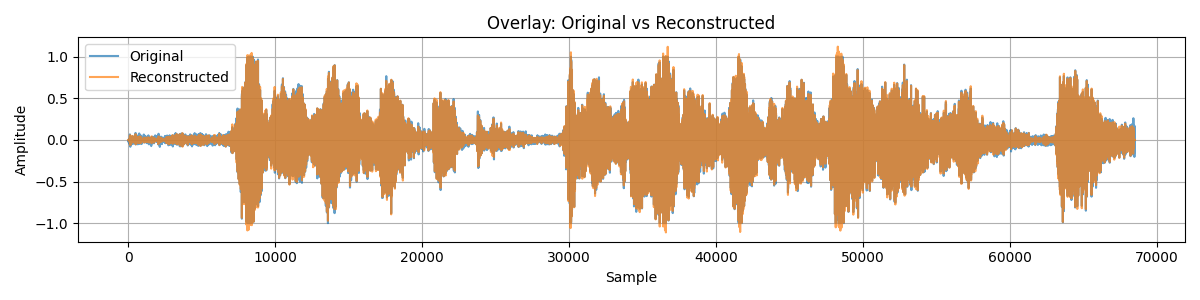 Overlay: Original vs Reconstructed
Original
Reconstructed
Amplitude
1.0
0.5
0.0
−0.5
−1.0
0 10000 20000 30000 40000 50000 60000 70000
Sample